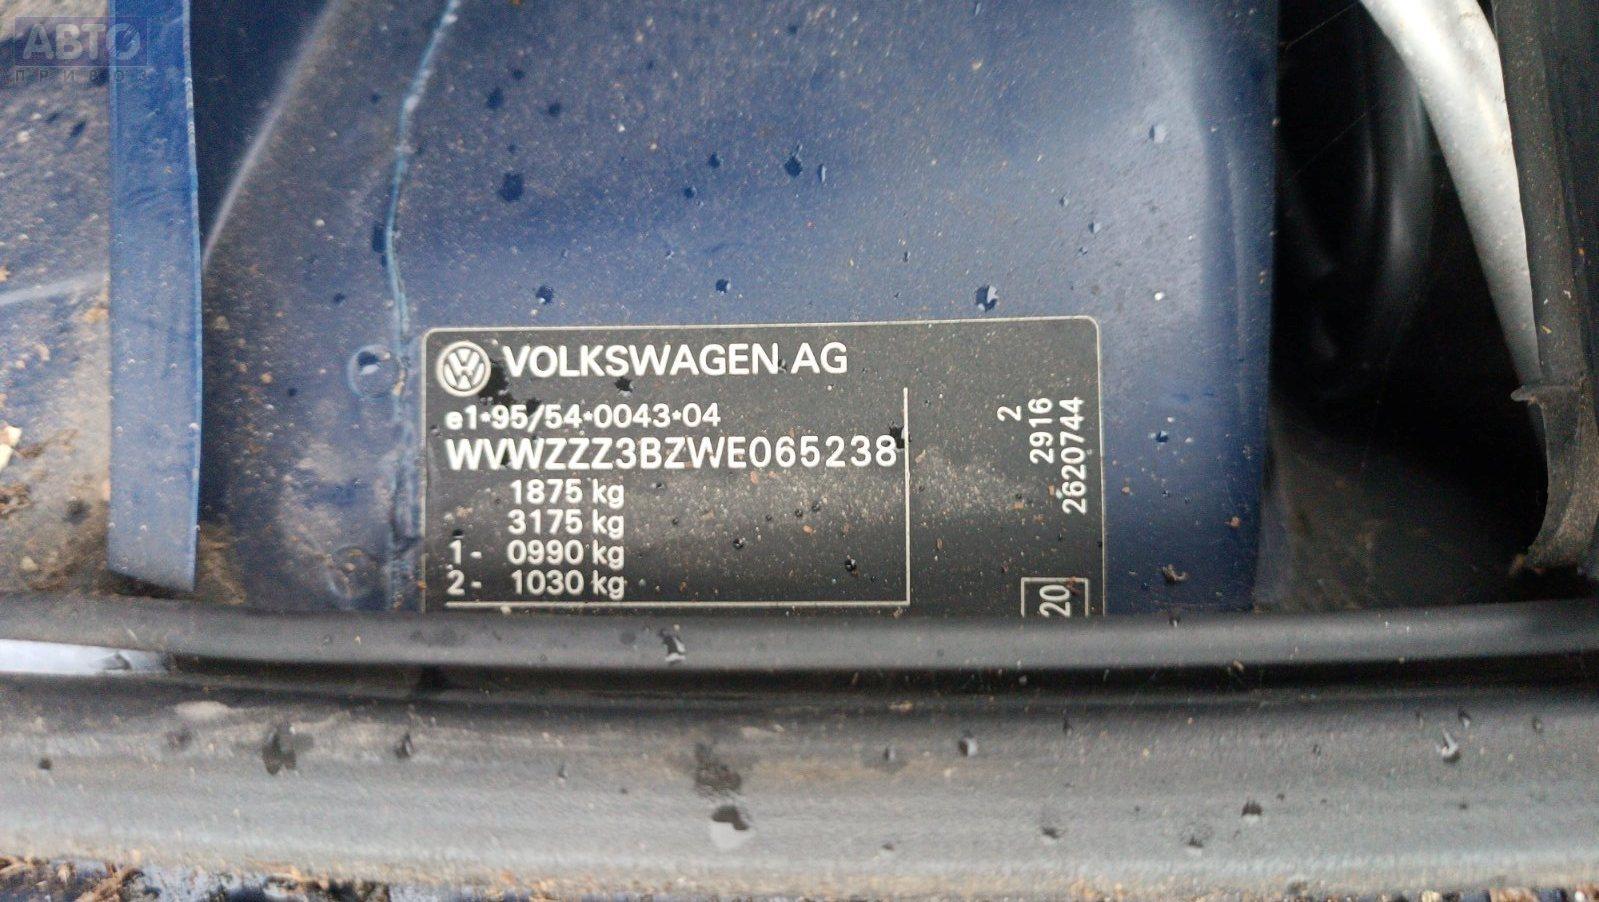 АВТО
ПРИВОЗ
VOLKSWAGEN AG
e1*95/54*0043*04
WVWZZZ3BZWE065238
1875 kg
3175 kg
1- 0990 kg
2- 1030 kg
2
2916
2620744
20